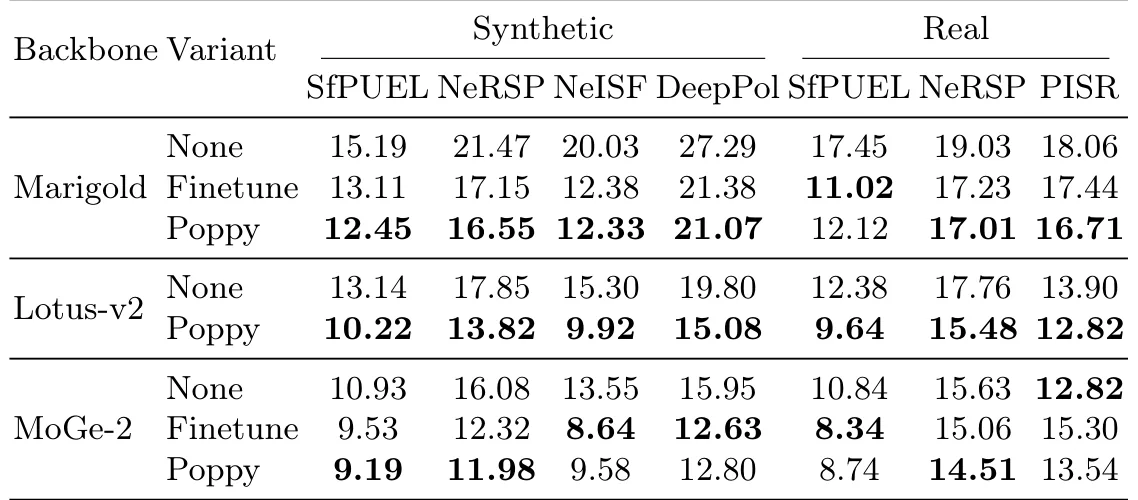 Synthetic Real
Backbone Variant
SfPUEL NeRSP NeISF DeepPol SfPUEL NeRSP PISR
None 15.19 21.47 20.03 27.29 17.45 19.03 18.06
Marigold Finetune 13.11 17.15 12.38 21.38 11.02 17.23 17.44
Poppy 12.45 16.55 12.33 21.07 12.12 17.01 16.71
None 13.14 17.85 15.30 19.80 12.38 17.76 13.90
Lotus-v2
Poppy 10.22 13.82 9.92 15.08 9.64 15.48 12.82
None 10.93 16.08 13.55 15.95 10.84 15.63 12.82
MoGe-2 Finetune 9.53 12.32 8.64 12.63 8.34 15.06 15.30
Poppy 9.19 11.98 9.58 12.80 8.74 14.51 13.54